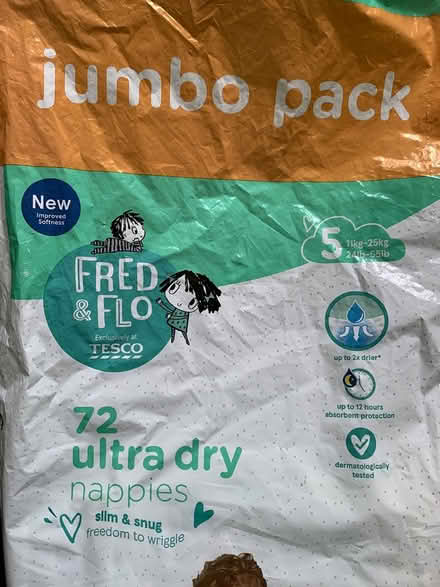 jumbo pack
New
Improved
Softness
5 11kg-25kg
24lb-55lb
FRED
& FLO
Exclusively at
TESCO
up to 2x drier*
up to 12 hours
absorbent protection
dermatologically
tested
72
ultra dry
nappies
slim & snug
freedom to wriggle